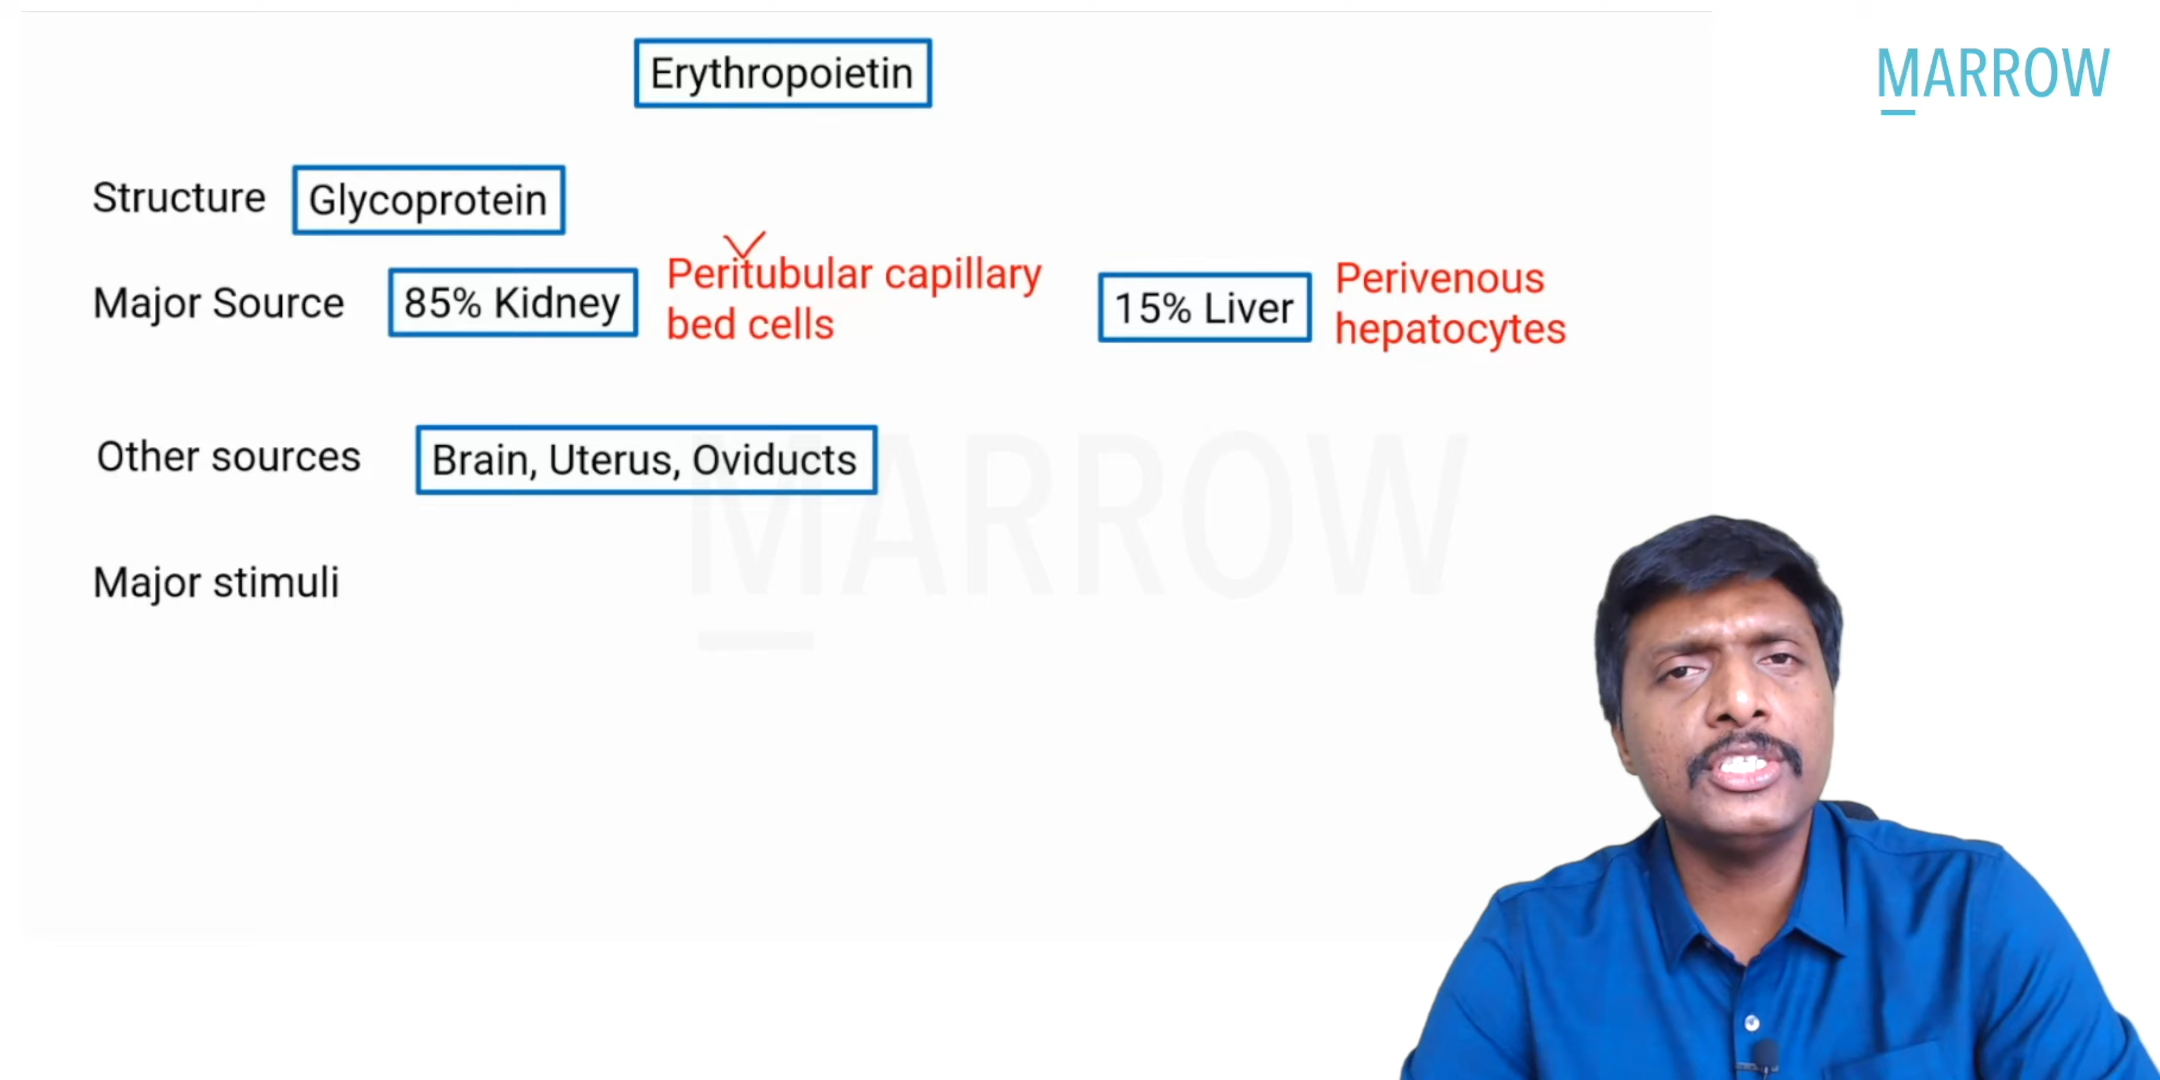 Erythropoietin
MARROW
Structure Glycoprotein
Major Source 85% Kidney Peritubular capillary bed cells 15% Liver Perivenous hepatocytes
Other sources Brain, Uterus, Oviducts
MARROW
Major stimuli